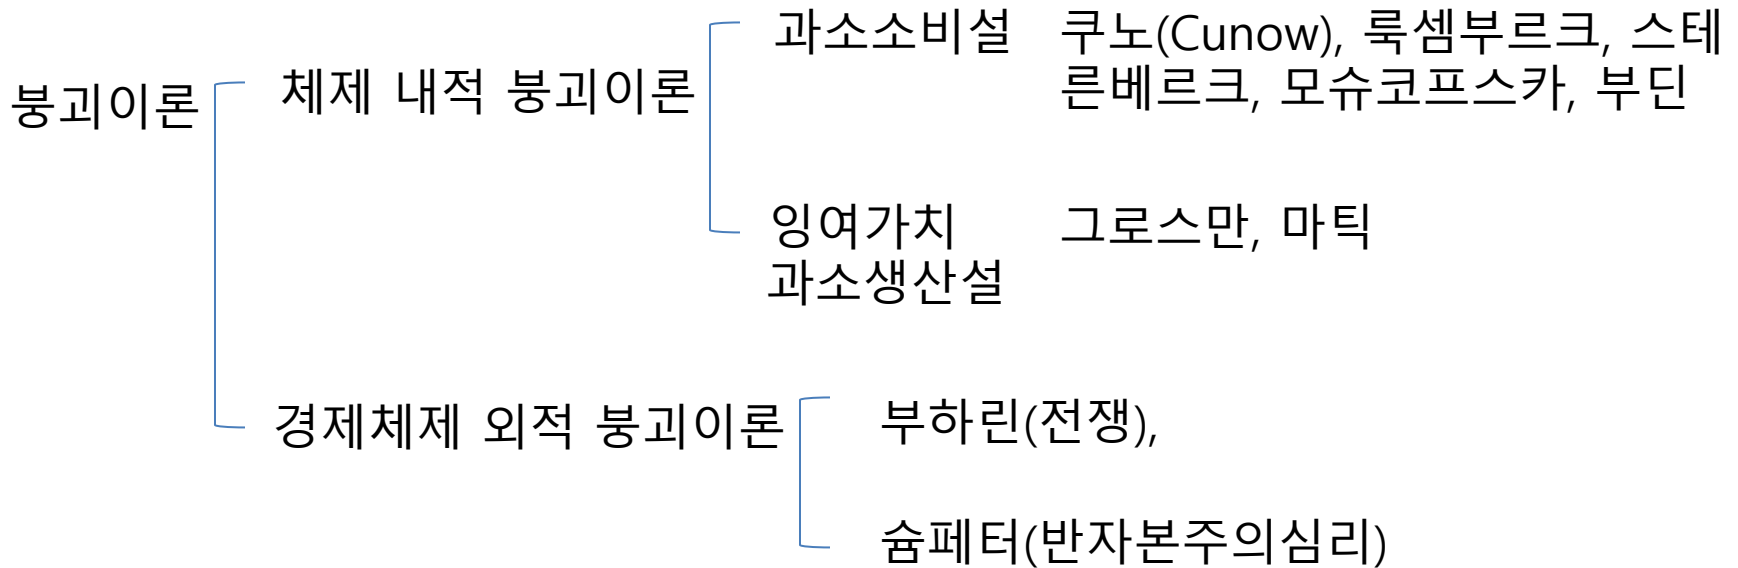 붕괴이론
체제 내적 붕괴이론
과소소비설
쿠노(Cunow), 룩셈부르크, 스테
른베르크, 모슈코프스카, 부딘
잉여가치
과소생산설
그로스만, 마틱
경제체제 외적 붕괴이론
부하린(전쟁),
슘페터(반자본주의심리)